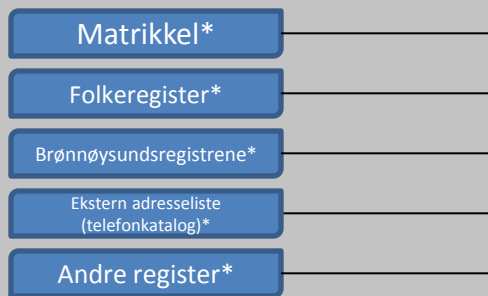 Matrikkel*
Folkeregister*
Brønnøysundsregistrene*
Ekstern adresseliste
(telefonkatalog)*
Andre register*